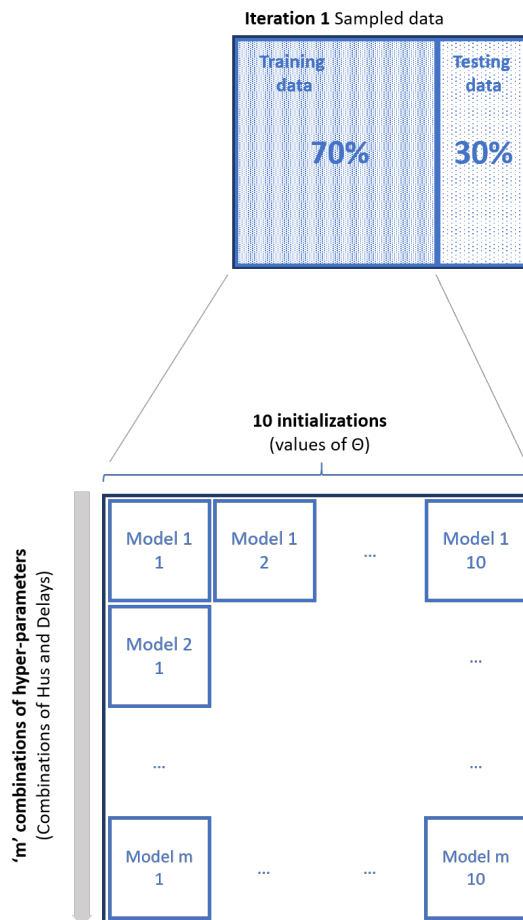 Iteration 1 Sampled data
Training data
Testing data
70%
30%
10 initializations
(values of Θ)
'm' combinations of hyper-parameters
(Combinations of Hus and Delays)
Model 1
1
Model 1
2
...
Model 1
10
Model 2
1
...
...
...
Model m
1
...
...
Model m
10